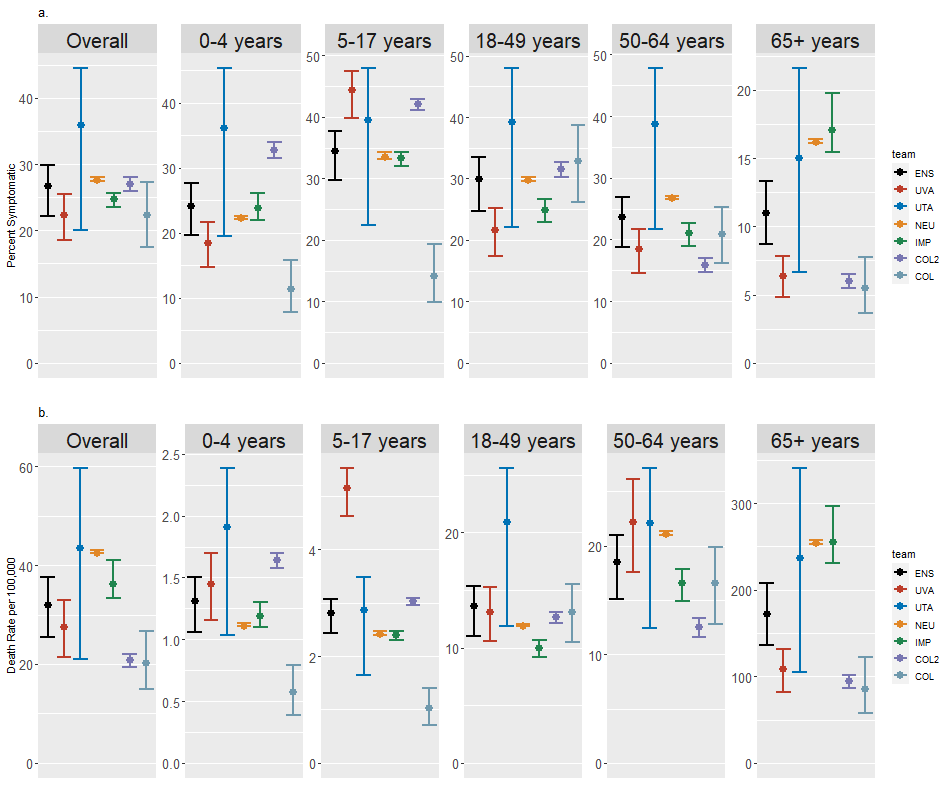 a.
Overall 0-4 years 5-17 years 18-49 years 50-64 years 65+ years
Percent Symptomatic
40
30
20
10
0
40
30
20
10
0
50
40
30
20
10
0
50
40
30
20
10
0
50
40
30
20
10
0
20
15
10
5
0
team
ENS
UVA
UTA
NEU
IMP
COL2
COL
b.
Overall 0-4 years 5-17 years 18-49 years 50-64 years 65+ years
Death Rate per 100,000
60
40
20
0
2.5
2.0
1.5
1.0
0.5
0.0
4
2
0
20
10
0
20
10
0
300
200
100
0
team
ENS
UVA
UTA
NEU
IMP
COL2
COL